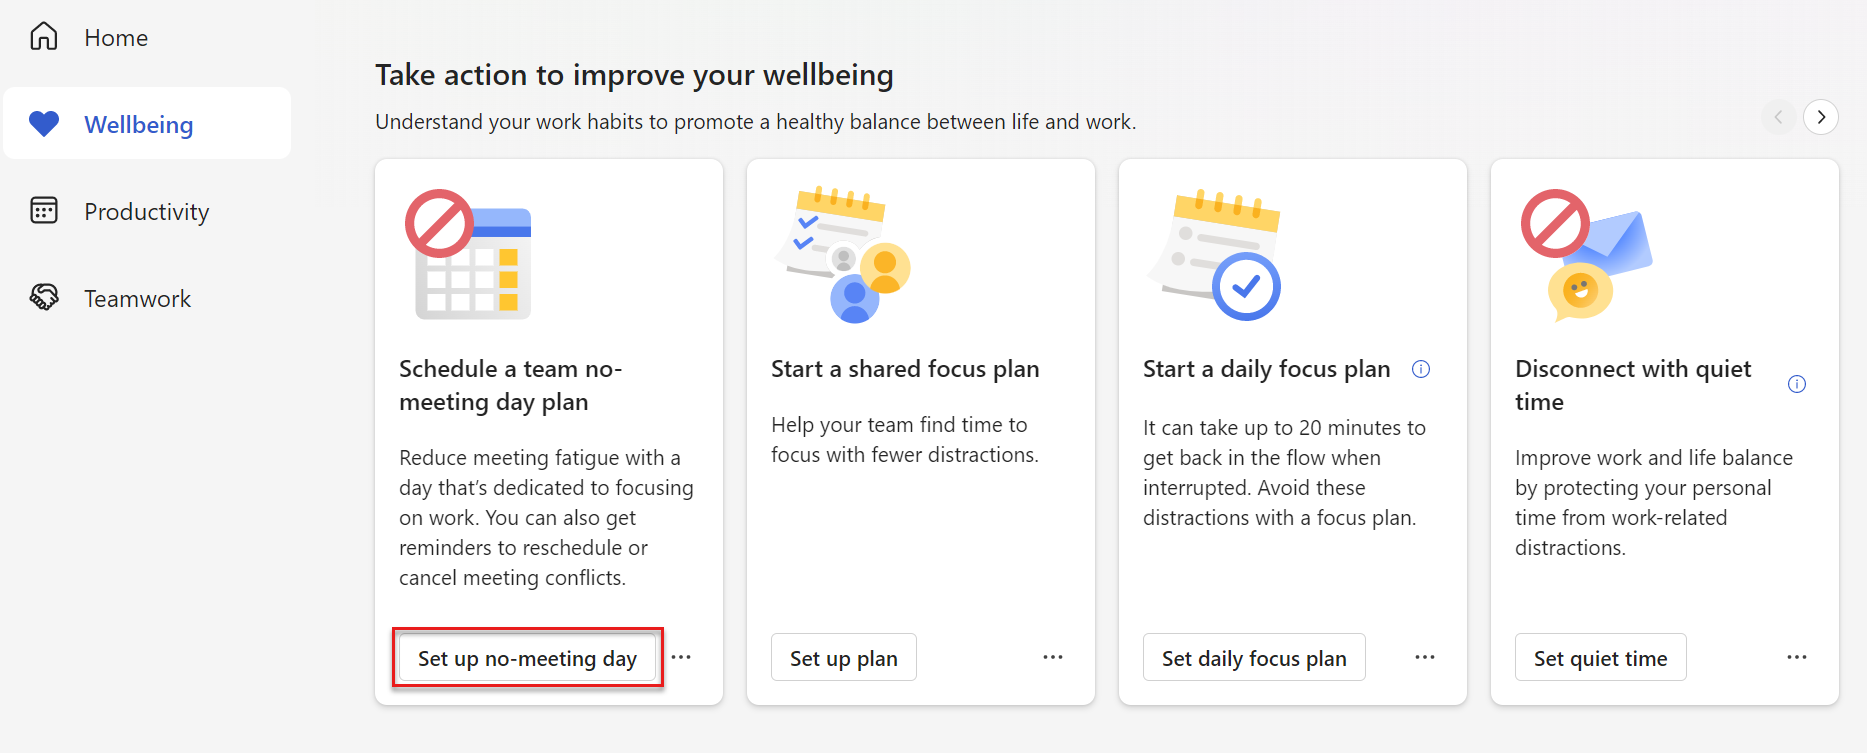 Home
Wellbeing
Productivity
Teamwork
Take action to improve your wellbeing
Understand your work habits to promote a healthy balance between life and work.
Schedule a team no-
meeting day plan
Reduce meeting fatigue with a
day that’s dedicated to focusing
on work. You can also get
reminders to reschedule or
cancel meeting conflicts.
Set up no-meeting day
Start a shared focus plan
Help your team find time to
focus with fewer distractions.
Set up plan
Start a daily focus plan
It can take up to 20 minutes to
get back in the flow when
interrupted. Avoid these
distractions with a focus plan.
Set daily focus plan
Disconnect with quiet
time
Improve work and life balance
by protecting your personal
time from work-related
distractions.
Set quiet time